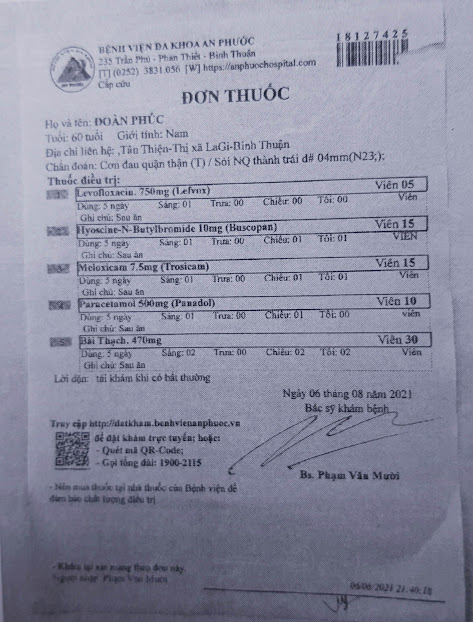 18127425
BỆNH VIỆN ĐA KHOA AN PHƯỚC
235 Trần Phú - Phan Thiết - Bình Thuận
[T] (0252) 3831.056 [W] https://anphuochospital.com
Cấp cứu
ĐƠN THUỐC
Họ và tên: ĐOÀN PHÚC
Tuổi: 60 tuổi Giới tính: Nam
Địa chỉ liên hệ: ,Tân Thiện-Thị xã LaGi-Bình Thuận
Chẩn đoán: Cơn đau quặn thận (T) / Sỏi NQ thành trái d# 04mm(N23;);
Thuốc điều trị:
Levofloxacin. 750mg (Lefvox) Viên 05
Dùng: 5 ngày Sáng: 01 Trưa: 00 Chiều: 00 Tối: 00 Viên
Ghi chú: Sau ăn
Hyoscine-N-Butylbromide 10mg (Buscopan) Viên 15
Dùng: 5 ngày Sáng: 01 Trưa: 00 Chiều: 01 Tối: 01 VIÊN
Ghi chú: Sau ăn
Meloxicam 7.5mg (Trosicam) Viên 15
Dùng: 5 ngày Sáng: 01 Trưa: 00 Chiều: 01 Tối: 01 Viên
Ghi chú: Sau ăn
Paracetamol 500mg (Panadol) Viên 10
Dùng: 5 ngày Sáng: 01 Trưa: 00 Chiều: 01 Tối: 00 viên
Ghi chú: Sau ăn
Bài Thạch. 470mg Viên 30
Dùng: 5 ngày Sáng: 02 Trưa: 00 Chiều: 02 Tối: 02 Viên
Ghi chú: Sau ăn
Lời dặn: tái khám khi có bất thường
Ngày 06 tháng 08 năm 2021
Bác sỹ khám bệnh
Truy cập http://datkham.benhvienanphuoc.vn
để đặt khám trực tuyến; hoặc:
- Quét mã QR-Code;
- Gọi tổng đài: 1900-2115
Bs. Phạm Văn Mười
- Nên mua thuốc tại nhà thuốc của Bệnh viện để
đảm bảo chất lượng điều trị
- Khám lại xin mang theo đơn này.
Người nhập Phạm Văn Mười
06/08/2021 21:40:18